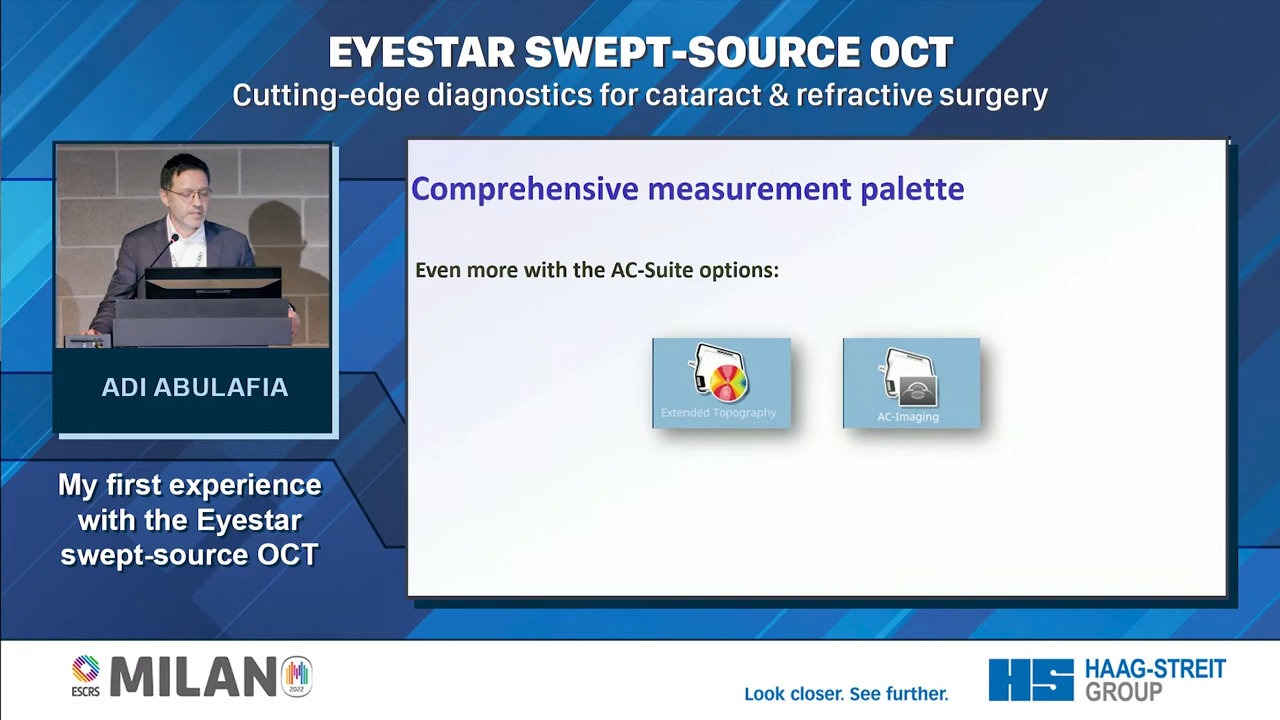 EYESTAR SWEPT-SOURCE OCT
Cutting-edge diagnostics for cataract & refractive surgery
ADI ABULAFIA
My first experience
with the Eyestar
swept-source OCT
Comprehensive measurement palette
Even more with the AC-Suite options:
Extended Topography
AC-Imaging
ESCRS
MILANO
2022
Look closer. See further.
HS
HAAG-STREIT
GROUP